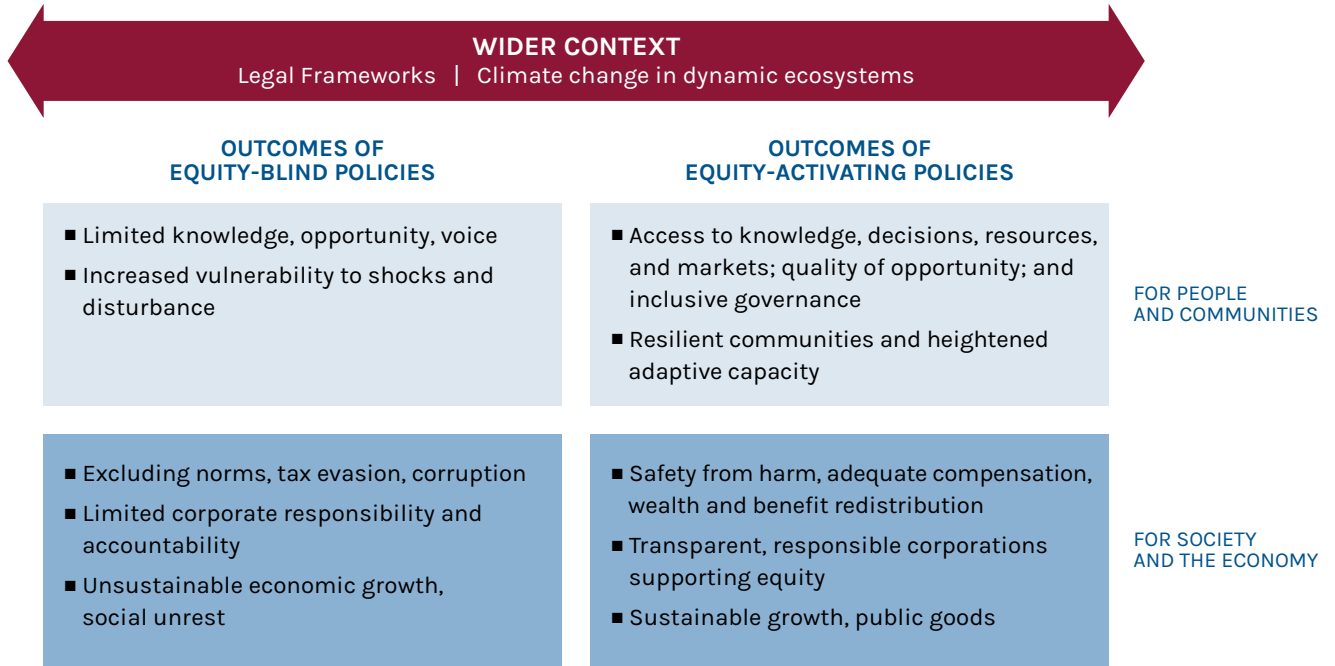 WIDER CONTEXT
Legal Frameworks | Climate change in dynamic ecosystems
OUTCOMES OF
EQUITY-BLIND POLICIES
OUTCOMES OF
EQUITY-ACTIVATING POLICIES
■ Limited knowledge, opportunity, voice
■ Increased vulnerability to shocks and
disturbance
■ Access to knowledge, decisions, resources,
and markets; quality of opportunity; and
inclusive governance
■ Resilient communities and heightened
adaptive capacity
FOR PEOPLE
AND COMMUNITIES
■ Excluding norms, tax evasion, corruption
■ Limited corporate responsibility and
accountability
■ Unsustainable economic growth,
social unrest
■ Safety from harm, adequate compensation,
wealth and benefit redistribution
■ Transparent, responsible corporations
supporting equity
■ Sustainable growth, public goods
FOR SOCIETY
AND THE ECONOMY